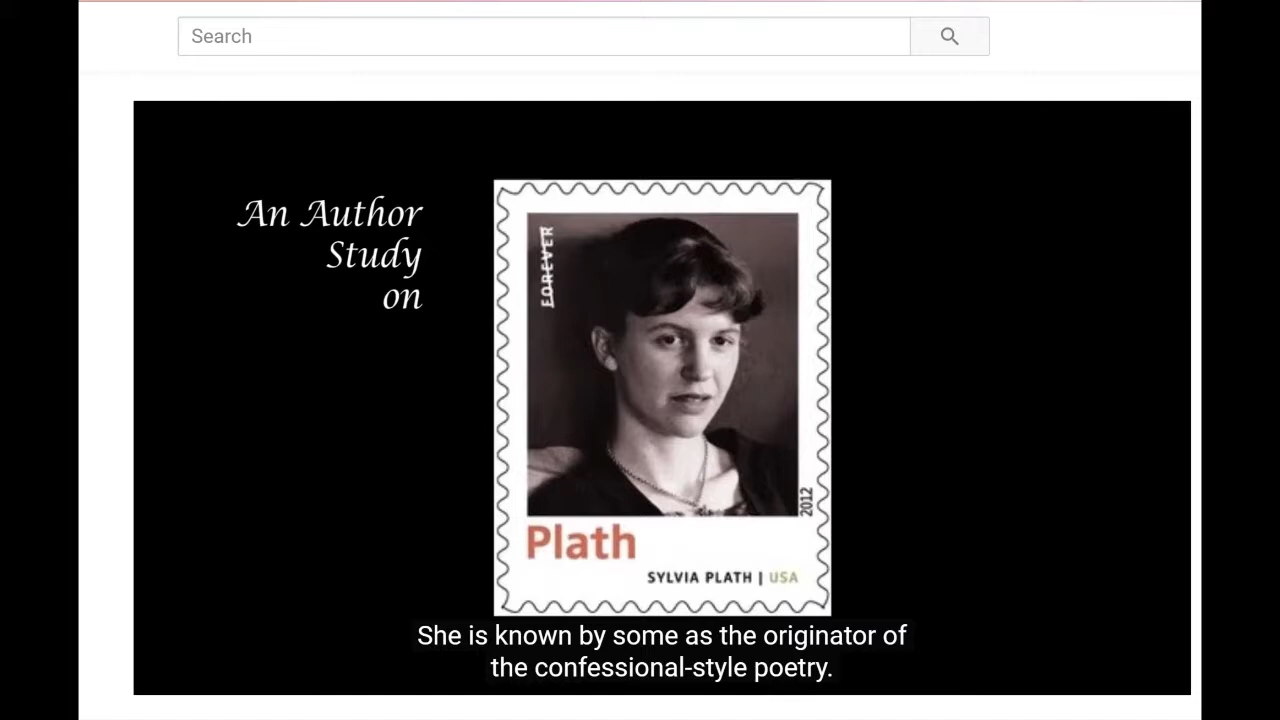 Search
An Author
Study
on
FOREVER
2012
Plath
SYLVIA PLATH | USA
She is known by some as the originator of
the confessional-style poetry.